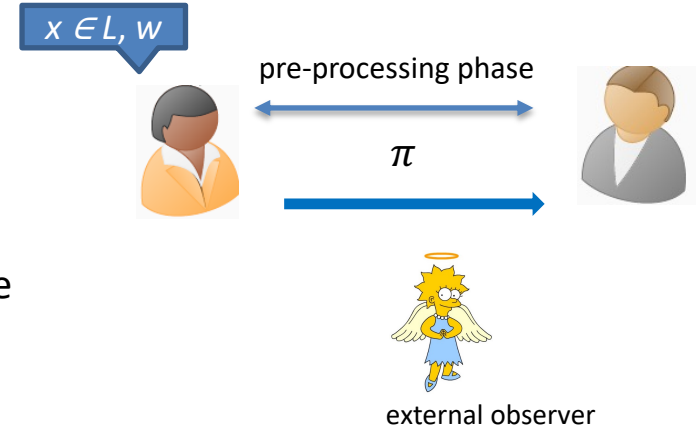 x ∈ L, w
pre-processing phase
π
e
external observer